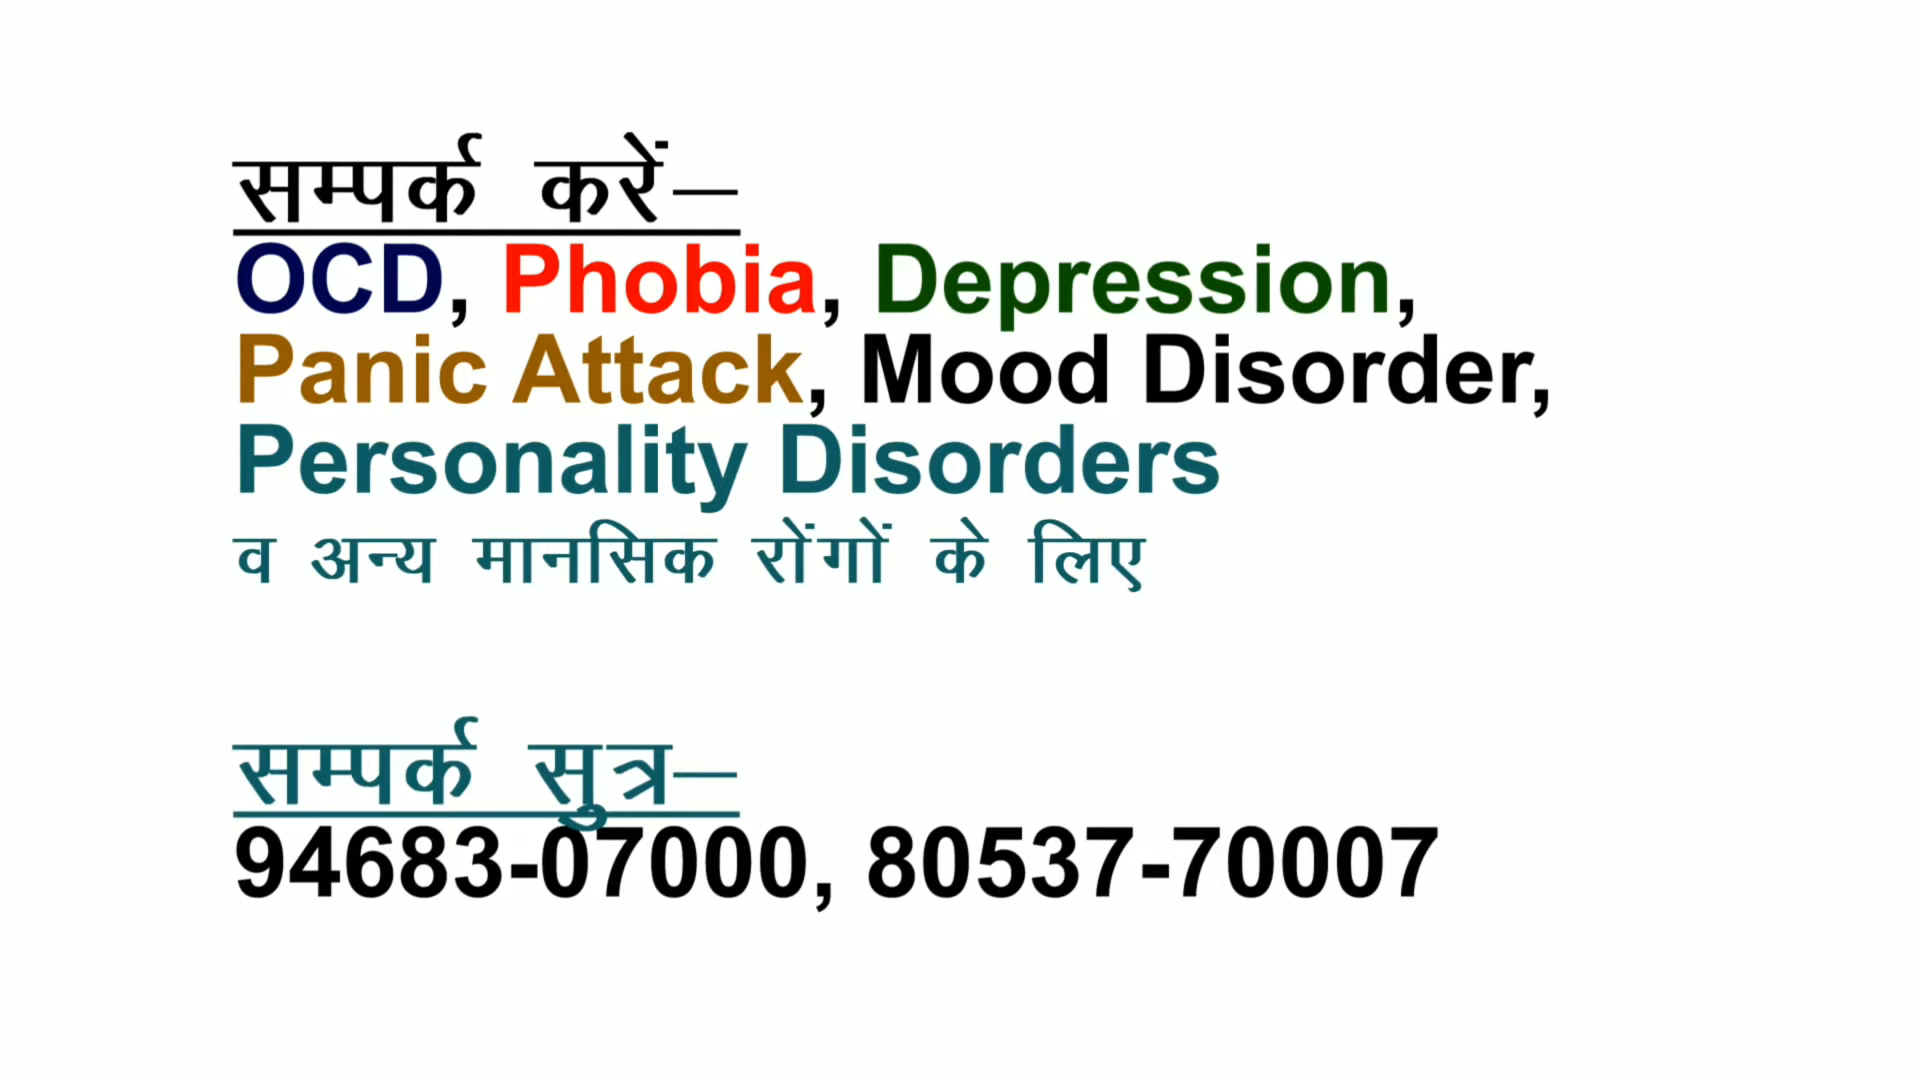 सम्पर्क करें–
OCD, Phobia, Depression,
Panic Attack, Mood Disorder,
Personality Disorders
व अन्य मानसिक रोंगों के लिए
सम्पर्क सुत्र–
94683-07000, 80537-70007